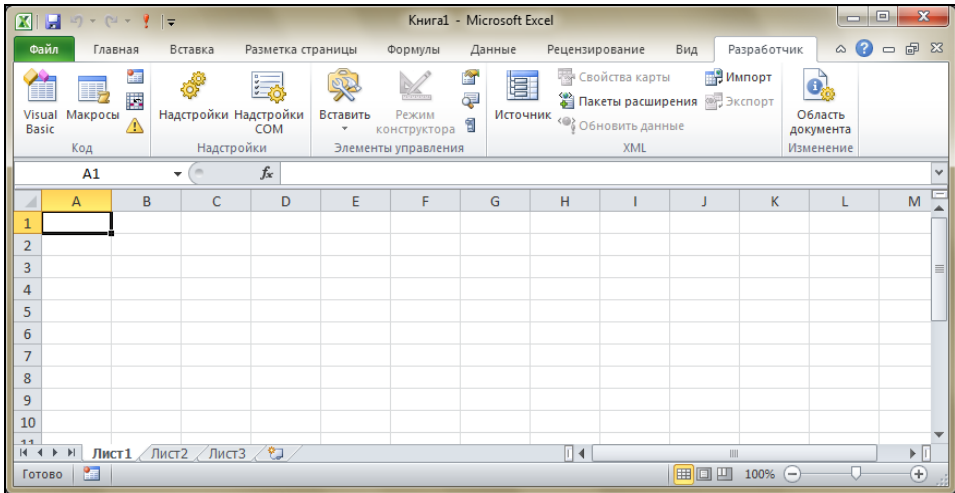 Книга1 - Microsoft Excel
Файл Главная Вставка Разметка страницы Формулы Данные Рецензирование Вид Разработчик
Visual Basic
Макросы
Код
Надстройки
Надстройки COM
Надстройки
Вставить
Режим конструктора
Элементы управления
Источник
Свойства карты
Пакеты расширения
Обновить данные
Импорт
Экспорт
XML
Область документа
Изменение
A1 fx
A B C D E F G H I J K L M
1
2
3
4
5
6
7
8
9
10
11
Лист1 Лист2 Лист3
Готово 100%